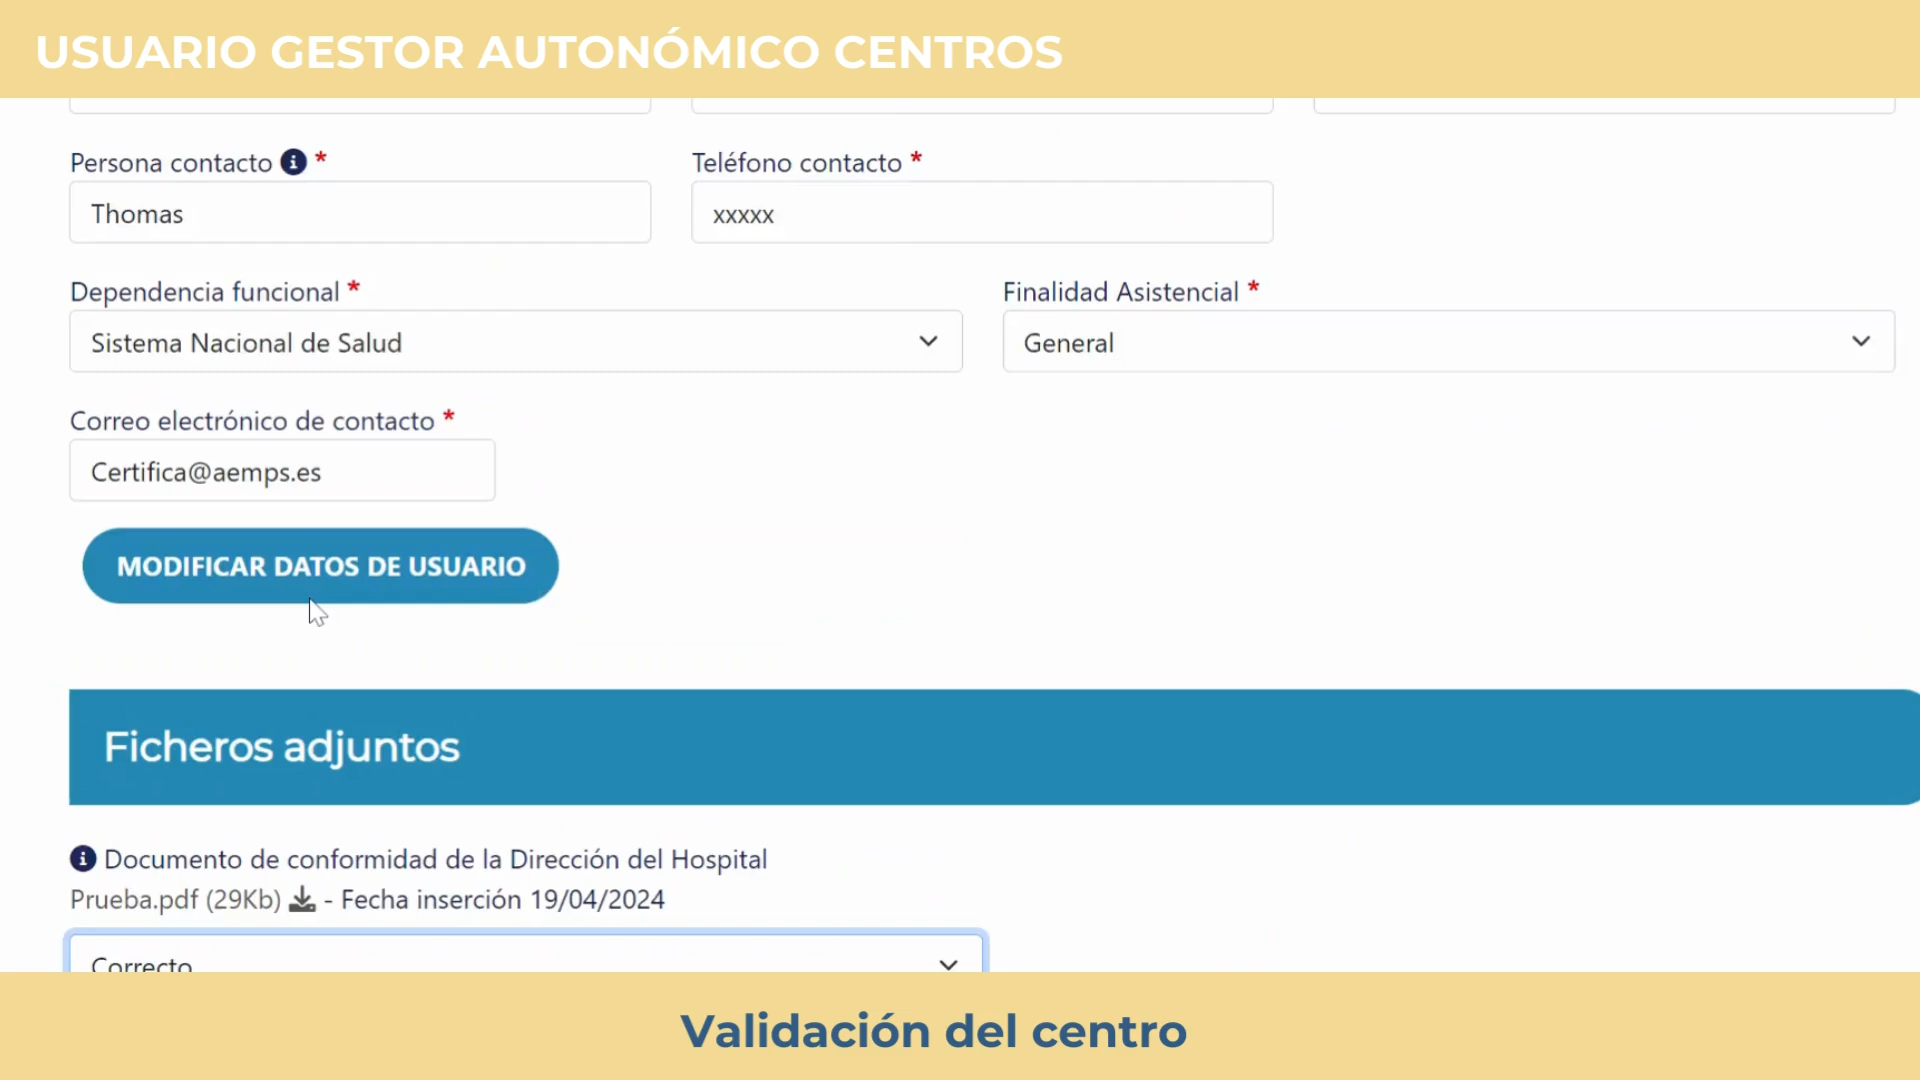 USUARIO GESTOR AUTONÓMICO CENTROS
Persona contacto *
Teléfono contacto *
Thomas
xxxxx
Dependencia funcional *
Finalidad Asistencial *
Sistema Nacional de Salud
General
Correo electrónico de contacto *
Certifica@aemps.es
MODIFICAR DATOS DE USUARIO
Ficheros adjuntos
Documento de conformidad de la Dirección del Hospital
Prueba.pdf (29Kb) - Fecha inserción 19/04/2024
Correcto
Validación del centro